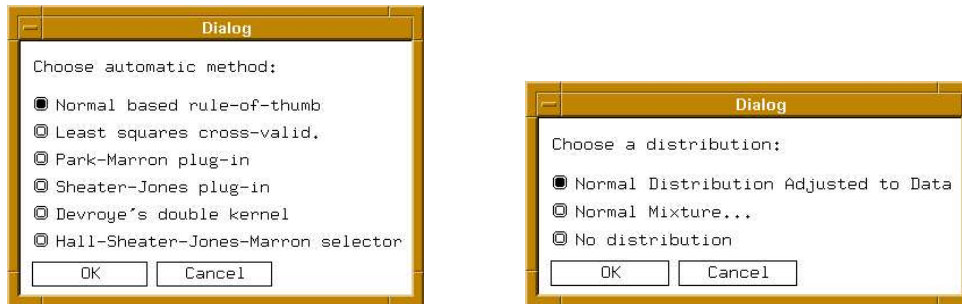 Dialog
Choose automatic method:
Normal based rule-of-thumb
Least squares cross-valid.
Park-Marron plug-in
Sheater-Jones plug-in
Devroye´s double kernel
Hall-Sheater-Jones-Marron selector
OK Cancel
Dialog
Choose a distribution:
Normal Distribution Adjusted to Data
Normal Mixture...
No distribution
OK Cancel